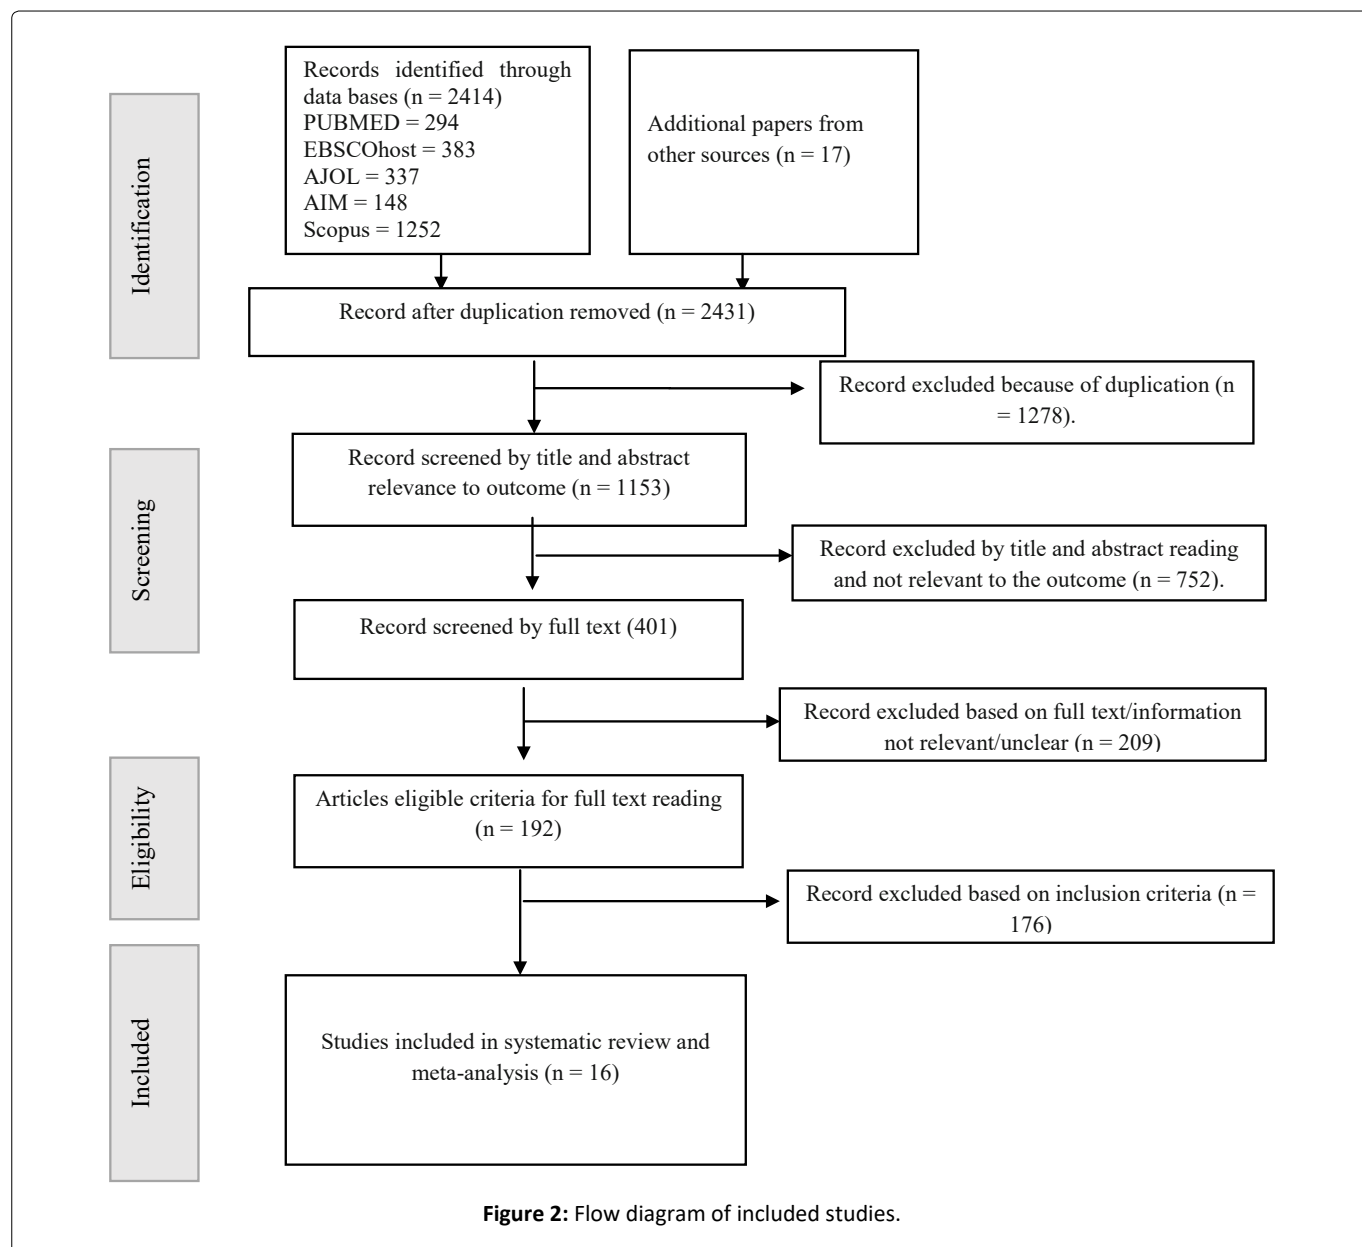 Identification
Records identified through
data bases (n = 2414)
PUBMED = 294
EBSCOhost = 383
AJOL = 337
AIM = 148
Scopus = 1252
Additional papers from
other sources (n = 17)
Record after duplication removed (n = 2431)
Record excluded because of duplication (n
= 1278).
Screening
Record screened by title and abstract
relevance to outcome (n = 1153)
Record excluded by title and abstract reading
and not relevant to the outcome (n = 752).
Record screened by full text (401)
Record excluded based on full text/information
not relevant/unclear (n = 209)
Eligibility
Articles eligible criteria for full text reading
(n = 192)
Record excluded based on inclusion criteria (n =
176)
Included
Studies included in systematic review and
meta-analysis (n = 16)
Figure 2: Flow diagram of included studies.